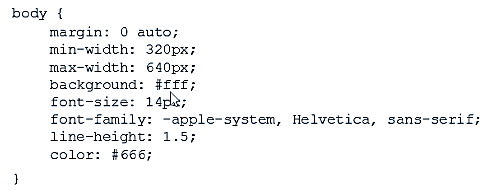 body {
margin: 0 auto;
min-width: 320px;
max-width: 640px;
background: #fff;
font-size: 14px;
font-family: -apple-system, Helvetica, sans-serif;
line-height: 1.5;
color: #666;
}